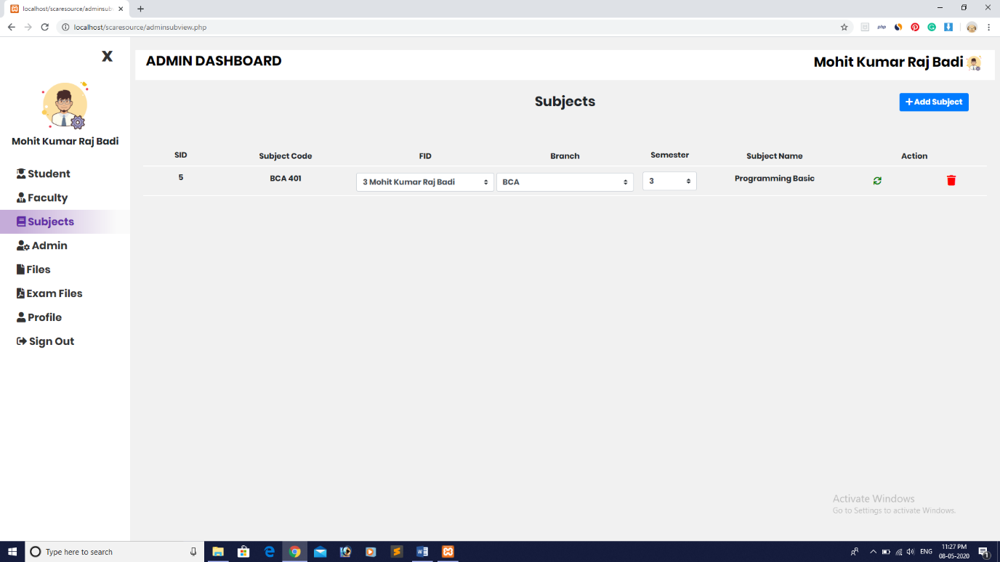 localhost/scaresource/adminsub
localhost/scaresource/adminsubview.php
php
X
ADMIN DASHBOARD
Mohit Kumar Raj Badi
Mohit Kumar Raj Badi
Student
Faculty
Subjects
Admin
Files
Exam Files
Profile
Sign Out
Subjects
Add Subject
SID Subject Code FID Branch Semester Subject Name Action
5 BCA 401 3 Mohit Kumar Raj Badi BCA 3 Programming Basic
Activate Windows
Go to Settings to activate Windows.
Type here to search
ENG
11:27 PM
08-05-2020
1